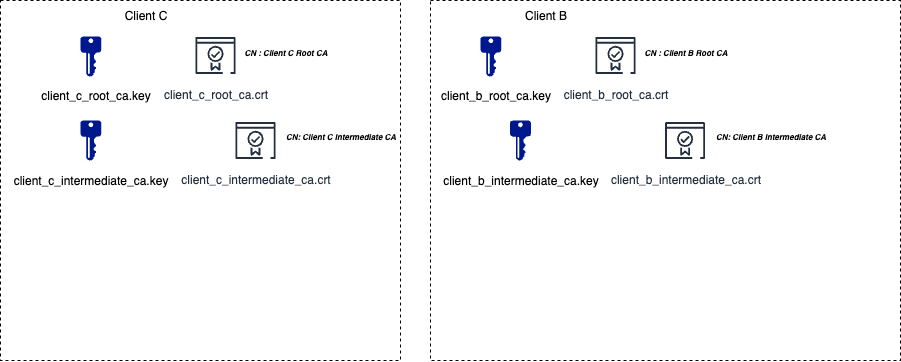 Client C
CN : Client C Root CA
client_c_root_ca.key
client_c_root_ca.crt
CN: Client C Intermediate CA
client_c_intermediate_ca.key
client_c_intermediate_ca.crt
Client B
CN : Client B Root CA
client_b_root_ca.key
client_b_root_ca.crt
CN: Client B Intermediate CA
client_b_intermediate_ca.key
client_b_intermediate_ca.crt